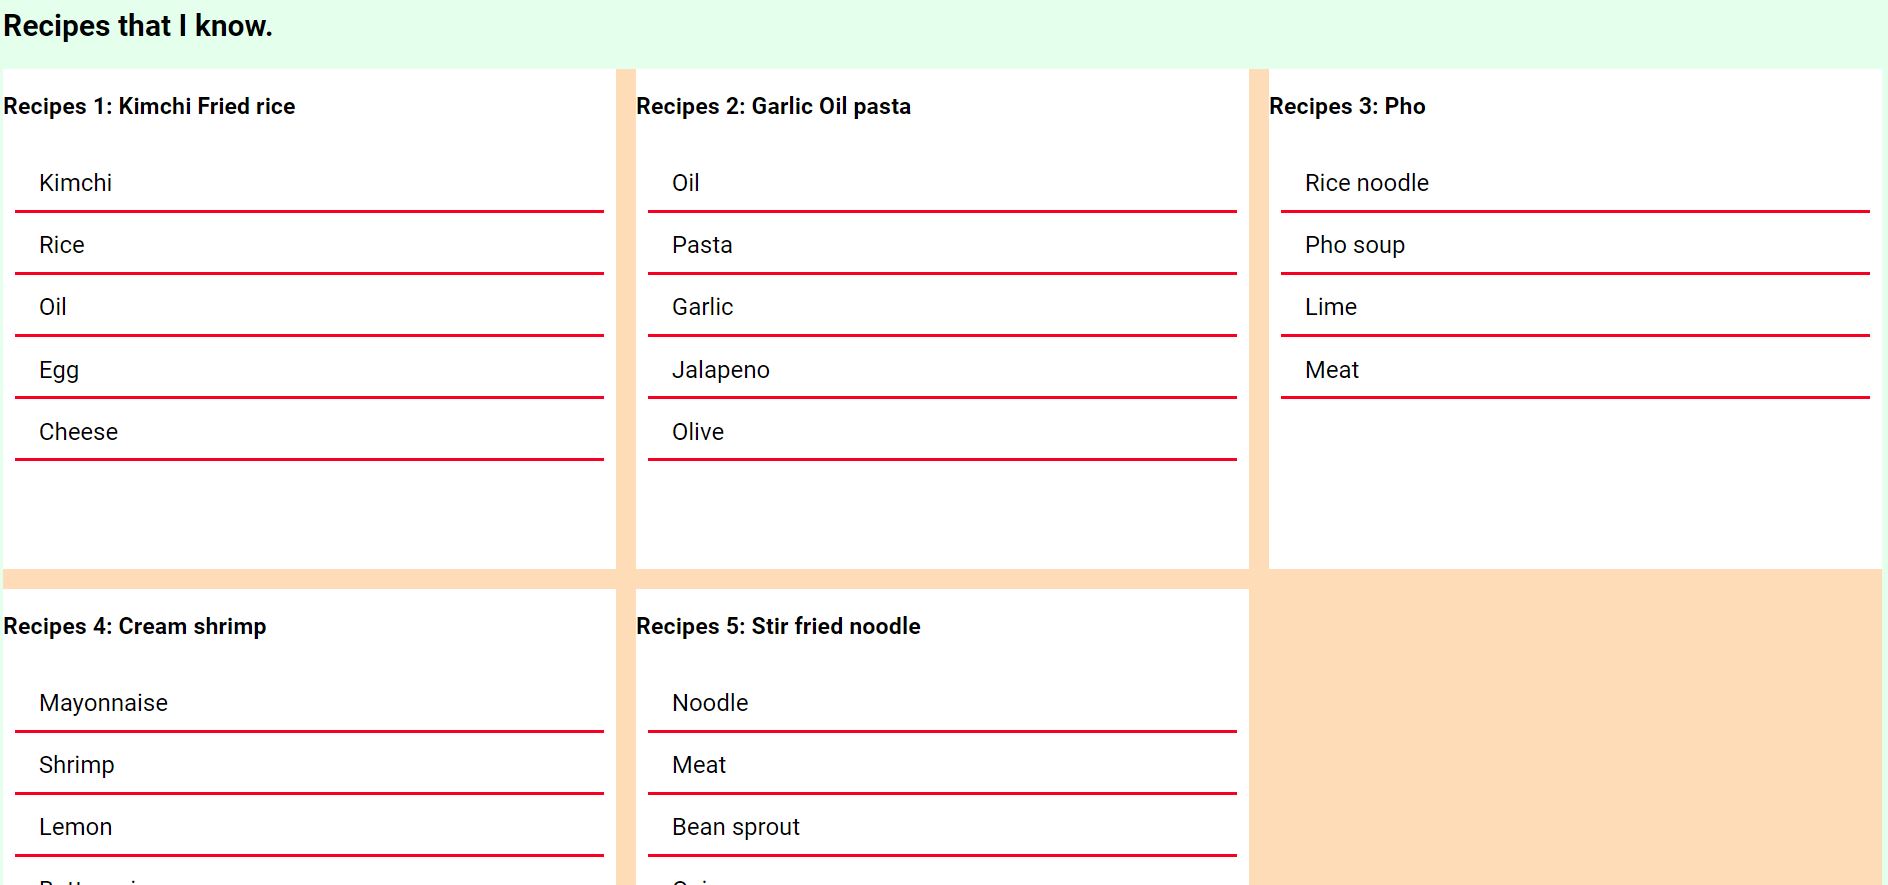 Recipes that I know.
Recipes 1: Kimchi Fried rice
Kimchi
Rice
Oil
Egg
Cheese
Recipes 2: Garlic Oil pasta
Oil
Pasta
Garlic
Jalapeno
Olive
Recipes 3: Pho
Rice noodle
Pho soup
Lime
Meat
Recipes 4: Cream shrimp
Mayonnaise
Shrimp
Lemon
Recipes 5: Stir fried noodle
Noodle
Meat
Bean sprout